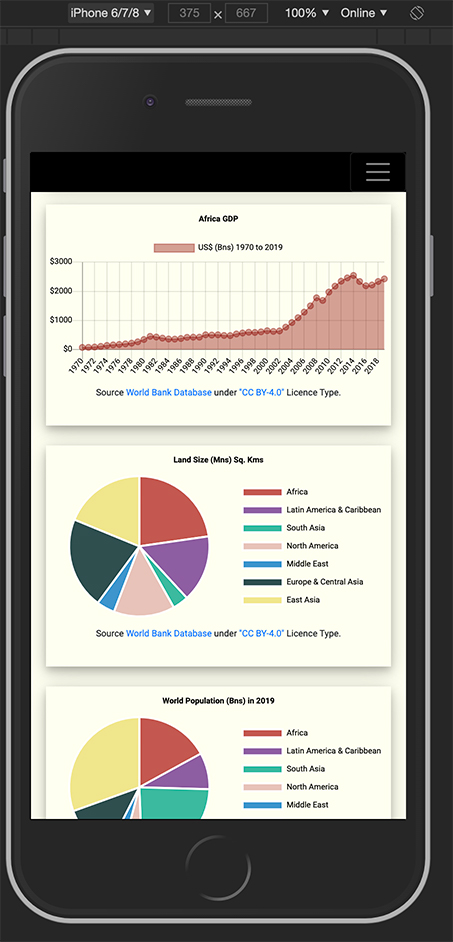 iPhone 6/7/8 ▼ 375 × 667 100% ▼ Online ▼
Africa GDP
US$ (Bns) 1970 to 2019
$3000
$2000
$1000
$0
1970 1972 1974 1976 1978 1980 1982 1984 1986 1988 1990 1992 1994 1996 1998 2000 2002 2004 2006 2008 2010 2012 2014 2016 2018
Source World Bank Database under "CC BY-4.0" Licence Type.
Land Size (Mns) Sq. Kms
Africa
Latin America & Caribbean
South Asia
North America
Middle East
Europe & Central Asia
East Asia
Source World Bank Database under "CC BY-4.0" Licence Type.
World Population (Bns) in 2019
Africa
Latin America & Caribbean
South Asia
North America
Middle East